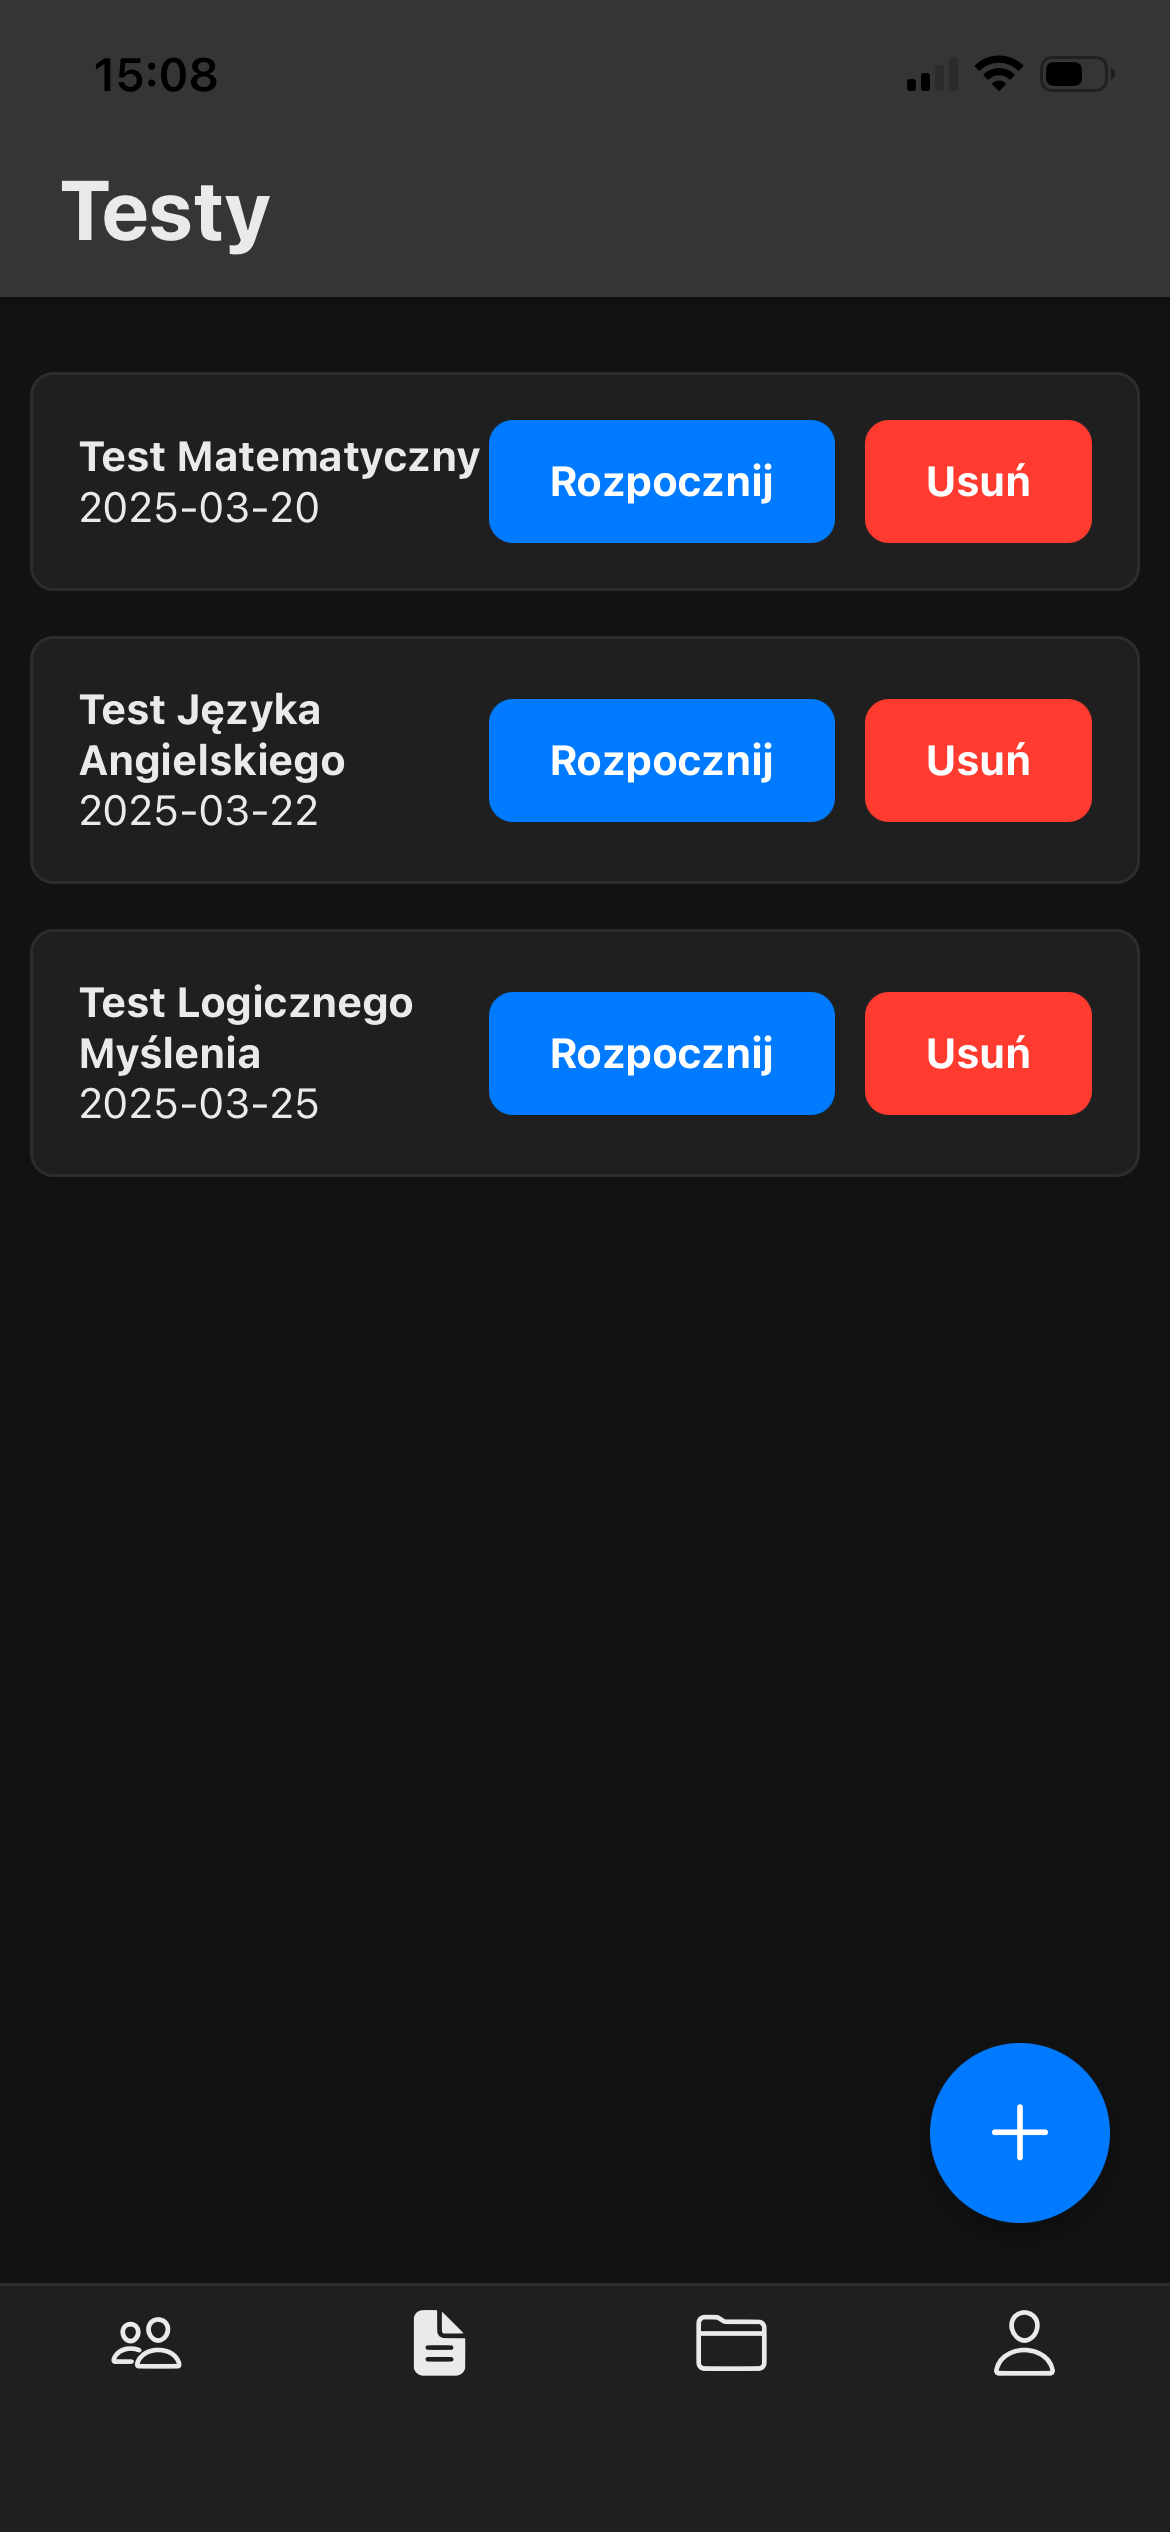 15:08
Testy
Test Matematyczny
2025-03-20
Rozpocznij
Usuń
Test Języka
Angielskiego
2025-03-22
Rozpocznij
Usuń
Test Logicznego
Myślenia
2025-03-25
Rozpocznij
Usuń